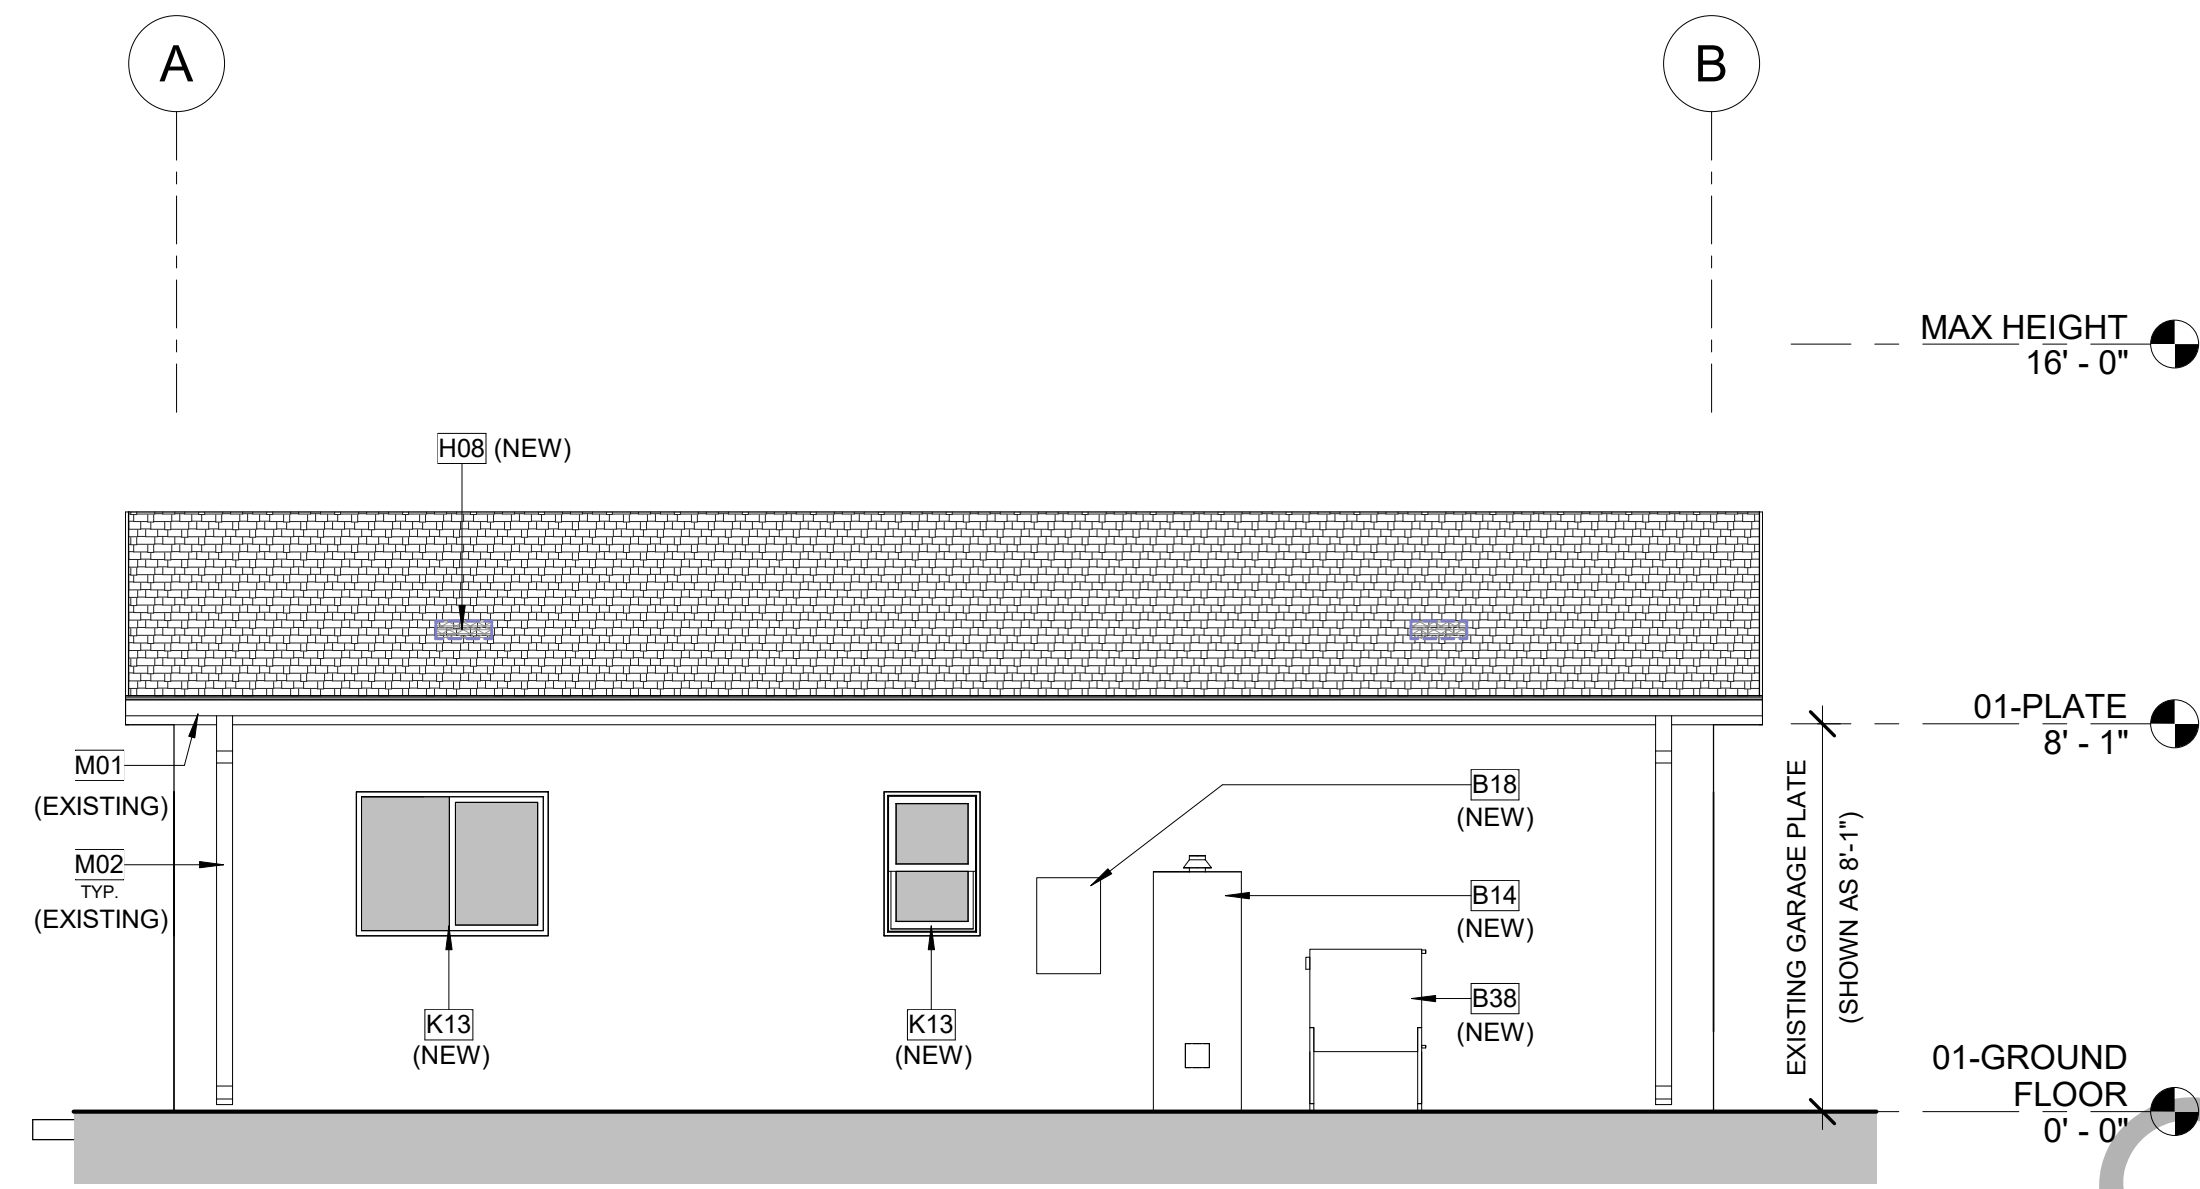 A
B
MAX HEIGHT
16' - 0"
H08 (NEW)
01-PLATE
8' - 1"
M01
(EXISTING)
M02
TYP.
(EXISTING)
B18
(NEW)
B14
(NEW)
B38
(NEW)
K13
(NEW)
K13
(NEW)
EXISTING GARAGE PLATE
(SHOWN AS 8'-1")
01-GROUND
FLOOR
0' - 0"